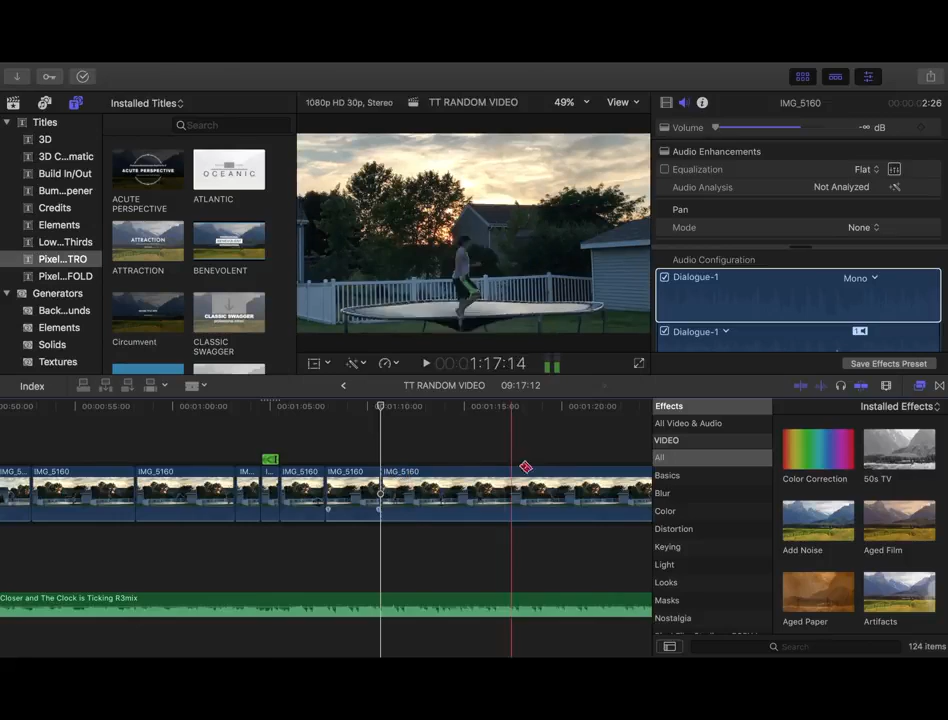 Installed Titles
Search
1080p HD 30p, Stereo
TT RANDOM VIDEO
49%
View
IMG_5160
00:00:02:26
Titles
3D
3D C...matic
Build In/Out
Bum...pener
Credits
Elements
Low...Thirds
Pixel...TRO
Pixel...FOLD
Generators
Back...unds
Elements
Solids
Textures
ACUTE PERSPECTIVE
ACUTE
PERSPECTIVE
OCEANIC
ATLANTIC
ATTRACTION
ATTRACTION
BENEVOLENT
BENEVOLENT
Circumvent
CLASSIC SWAGGER
CLASSIC
SWAGGER
Volume
-∞ dB
Audio Enhancements
Equalization
Flat
Audio Analysis
Not Analyzed
Pan
Mode
None
Audio Configuration
Dialogue-1
Mono
Dialogue-1
Save Effects Preset
00:00:1:17:14
Index
TT RANDOM VIDEO
09:17:12
00:50:00
00:00:55:00
00:01:00:00
00:01:05:00
00:01:10:00
00:01:15:00
00:01:20:00
IMG_5...
IMG_5160
IMG_5160
IM...
I...
IMG_5160
IMG_5160
IMG_5160
Closer and The Clock is Ticking R3mix
Effects
Installed Effects
All Video & Audio
VIDEO
All
Basics
Blur
Color
Distortion
Keying
Light
Looks
Masks
Nostalgia
Color Correction
50s TV
Add Noise
Aged Film
Aged Paper
Artifacts
Search
124 items